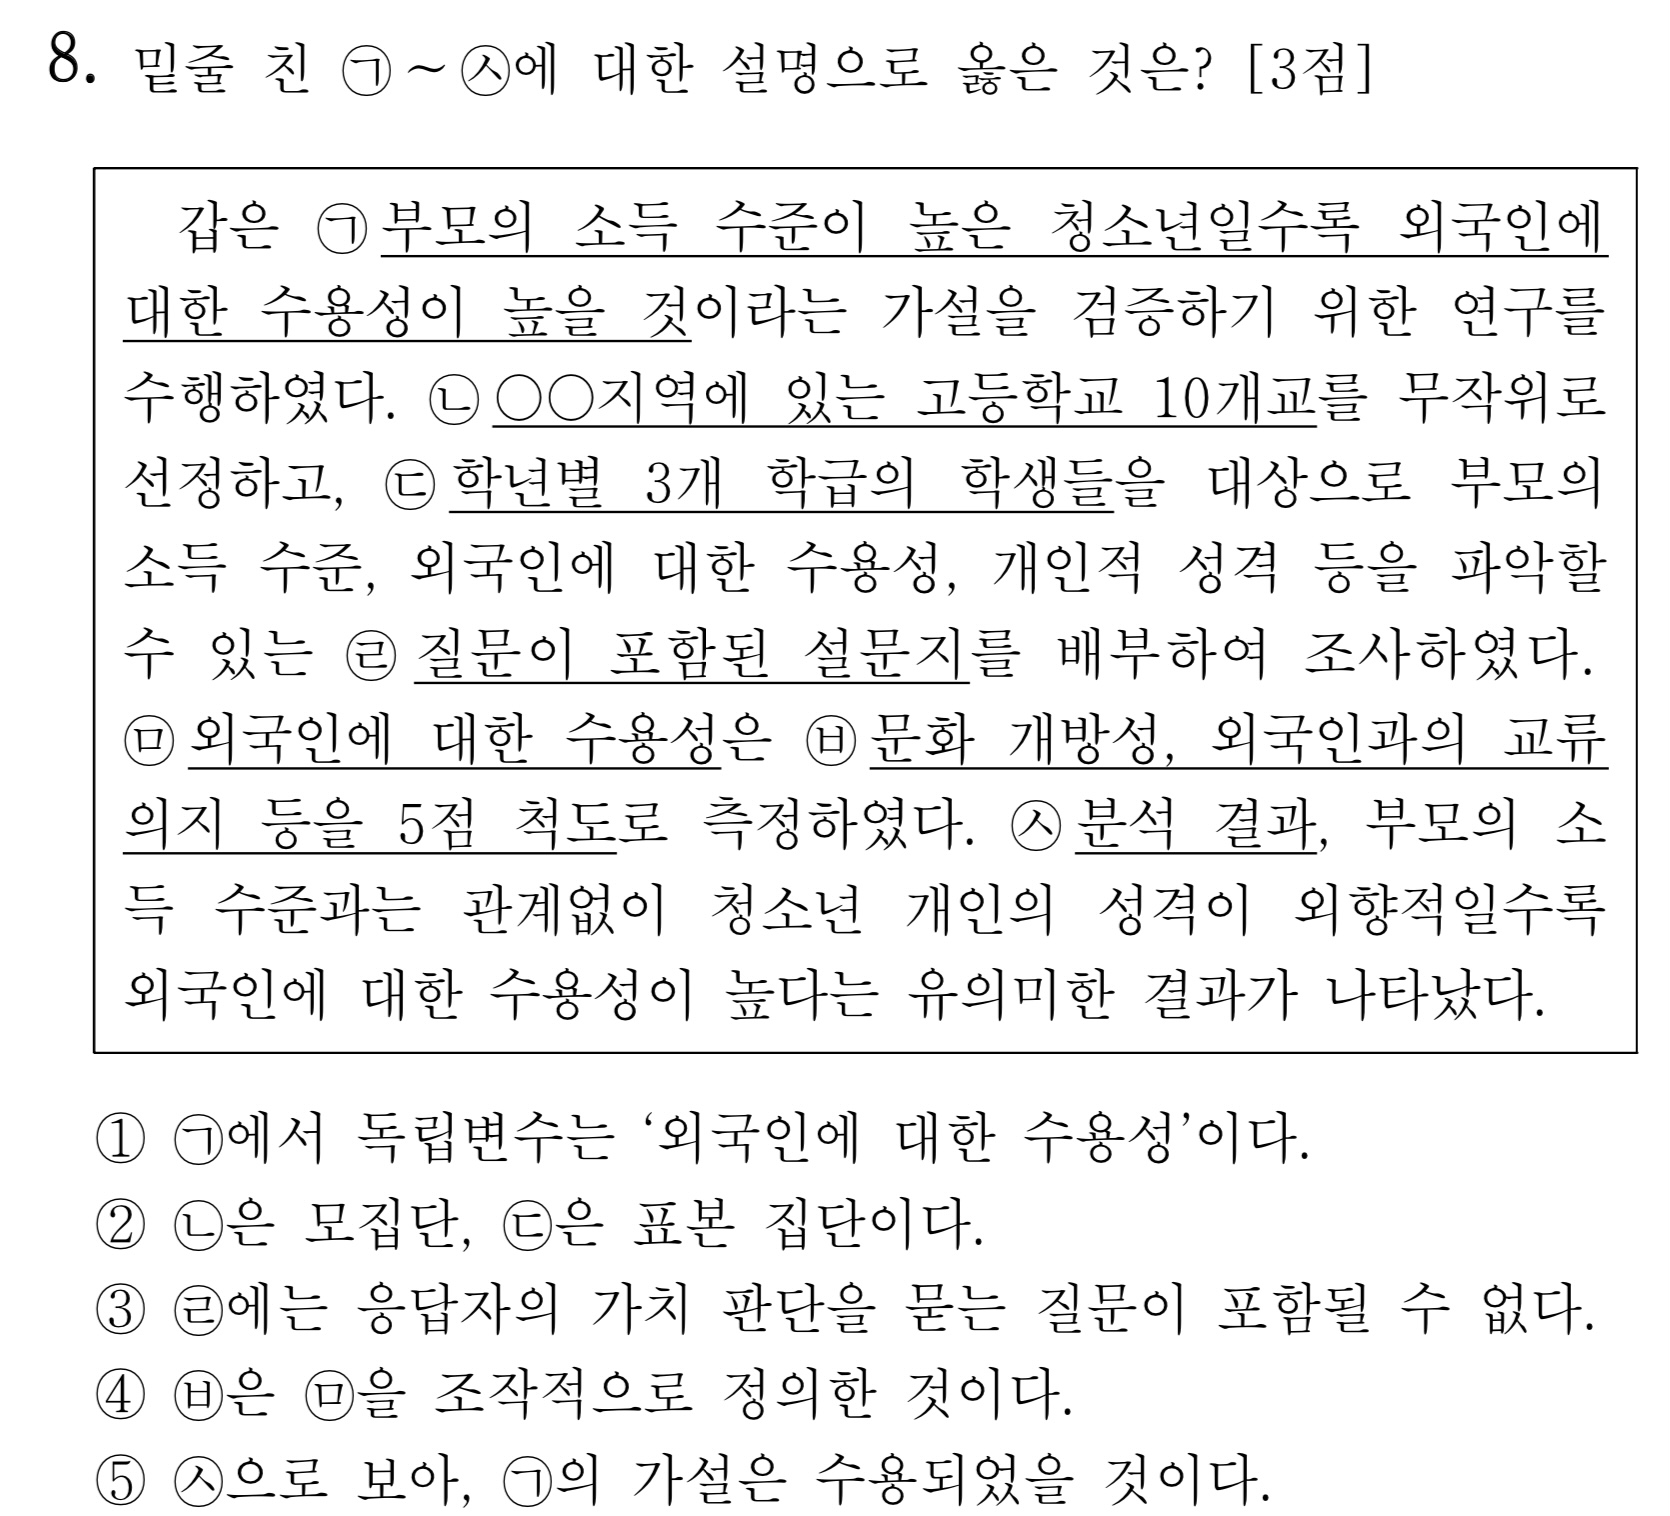 8. 밑줄 친 ㉠~㉦에 대한 설명으로 옳은 것은? [3점]
갑은 ㉠부모의 소득 수준이 높은 청소년일수록 외국인에
대한 수용성이 높을 것이라는 가설을 검증하기 위한 연구를
수행하였다. ㉡○○지역에 있는 고등학교 10개교를 무작위로
선정하고, ㉢학년별 3개 학급의 학생들을 대상으로 부모의
소득 수준, 외국인에 대한 수용성, 개인적 성격 등을 파악할
수 있는 ㉣질문이 포함된 설문지를 배부하여 조사하였다.
㉤외국인에 대한 수용성은 ㉥문화 개방성, 외국인과의 교류
의지 등을 5점 척도로 측정하였다. ㉦분석 결과, 부모의 소
득 수준과는 관계없이 청소년 개인의 성격이 외향적일수록
외국인에 대한 수용성이 높다는 유의미한 결과가 나타났다.
① ㉠에서 독립변수는 ‘외국인에 대한 수용성’이다.
② ㉡은 모집단, ㉢은 표본 집단이다.
③ ㉣에는 응답자의 가치 판단을 묻는 질문이 포함될 수 없다.
④ ㉥은 ㉤을 조작적으로 정의한 것이다.
⑤ ㉦으로 보아, ㉠의 가설은 수용되었을 것이다.